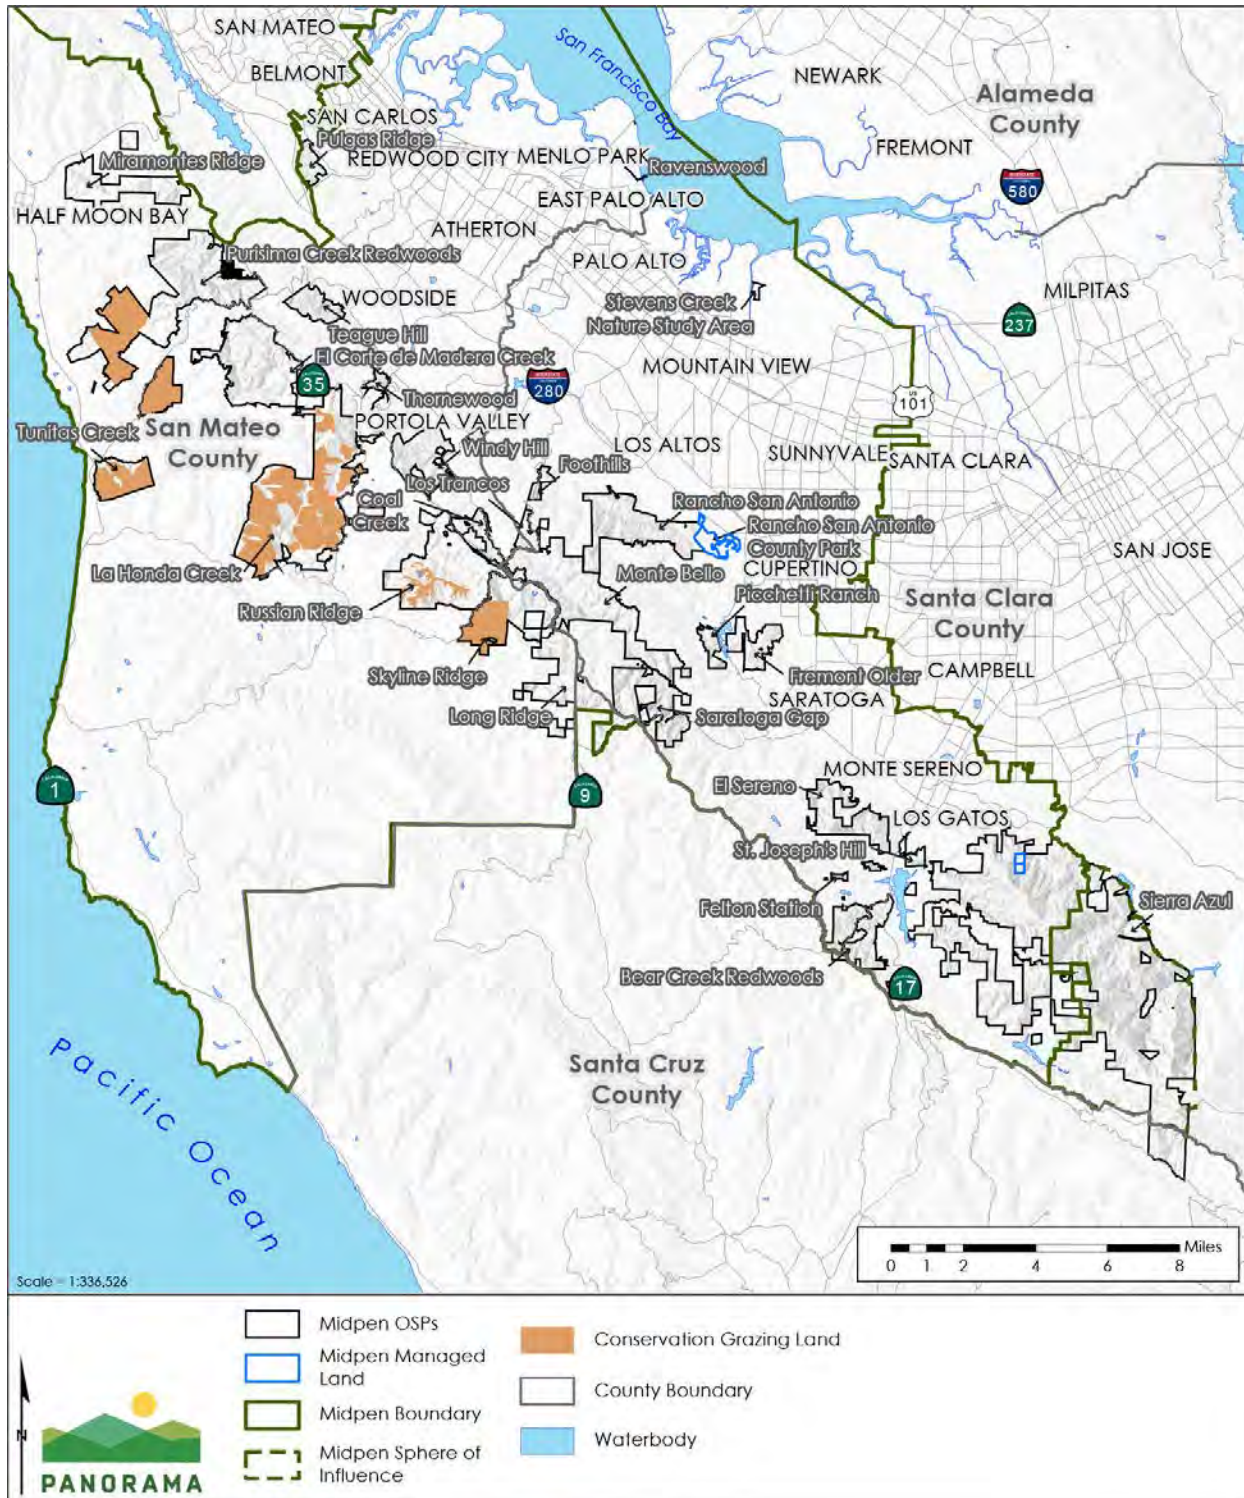 SAN MATEO
BELMONT
SAN CARLOS
Pulgas Ridge
REDWOOD CITY
MENLO PARK
Ravenswood
San Francisco Bay
NEWARK
Alameda
County
FREMONT
INTERSTATE
580
Miramontes Ridge
HALF MOON BAY
EAST PALO ALTO
ATHERTON
PALO ALTO
Purisima Creek Redwoods
WOODSIDE
Stevens Creek
Nature Study Area
MILPITAS
CALIFORNIA
237
Teague Hill
El Corte de Madera Creek
CALIFORNIA
35
INTERSTATE
280
MOUNTAIN VIEW
US
101
Thornewood
PORTOLA VALLEY
Tunitas Creek
San Mateo
County
Windy Hill
Foothills
LOS ALTOS
SUNNYVALE
SANTA CLARA
Los Trancos
Coal
Creek
Rancho San Antonio
Rancho San Antonio
County Park
CUPERTINO
SAN JOSE
La Honda Creek
Monte Bello
Picchetti Ranch
Russian Ridge
Santa Clara
County
Skyline Ridge
Fremont Older
CAMPBELL
SARATOGA
Long Ridge
Saratoga Gap
CALIFORNIA
1
CALIFORNIA
9
MONTE SERENO
El Sereno
LOS GATOS
St. Joseph's Hill
Felton Station
Sierra Azul
Bear Creek Redwoods
CALIFORNIA
17
Santa Cruz
County
Pacific Ocean
Miles
0 1 2 4 6 8
Scale = 1:336,526
N
PANORAMA
Midpen OSPs
Midpen Managed
Land
Midpen Boundary
Midpen Sphere of
Influence
Conservation Grazing Land
County Boundary
Waterbody